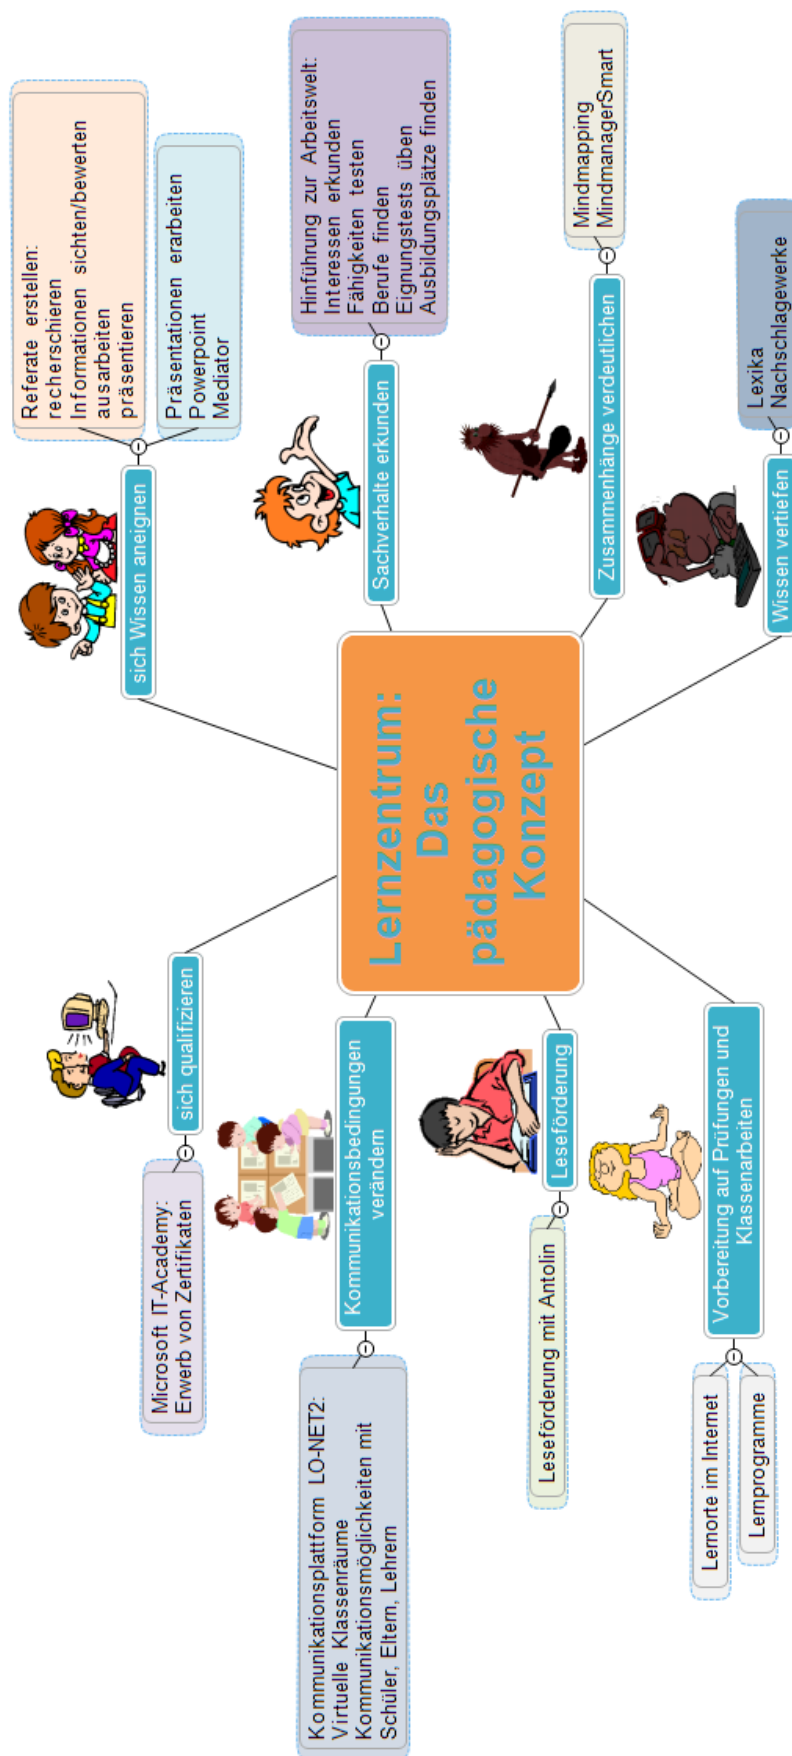 Lernzentrum:
Das
pädagogische
Konzept
sich Wissen aneignen
Referate erstellen:
recherschieren
Informationen sichten/bewerten
ausarbeiten
präsentieren
Präsentationen erarbeiten
Powerpoint
Mediator
Sachverhalte erkunden
Hinführung zur Arbeitswelt:
Interessen erkunden
Fähigkeiten testen
Berufe finden
Eignungstests üben
Ausbildungsplätze finden
Zusammenhänge verdeutlichen
Mindmapping
MindmanagerSmart
Wissen vertiefen
Lexika
Nachschlagewerke
sich qualifizieren
Microsoft IT-Academy:
Erwerb von Zertifikaten
Kommunikationsbedingungen
verändern
Kommunikationsplattform LO-NET2:
Virtuelle Klassenräume
Kommunikationsmöglichkeiten mit
Schüler, Eltern, Lehrern
Leseförderung
Leseförderung mit Antolin
Vorbereitung auf Prüfungen und
Klassenarbeiten
Lernorte im Internet
Lernprogramme